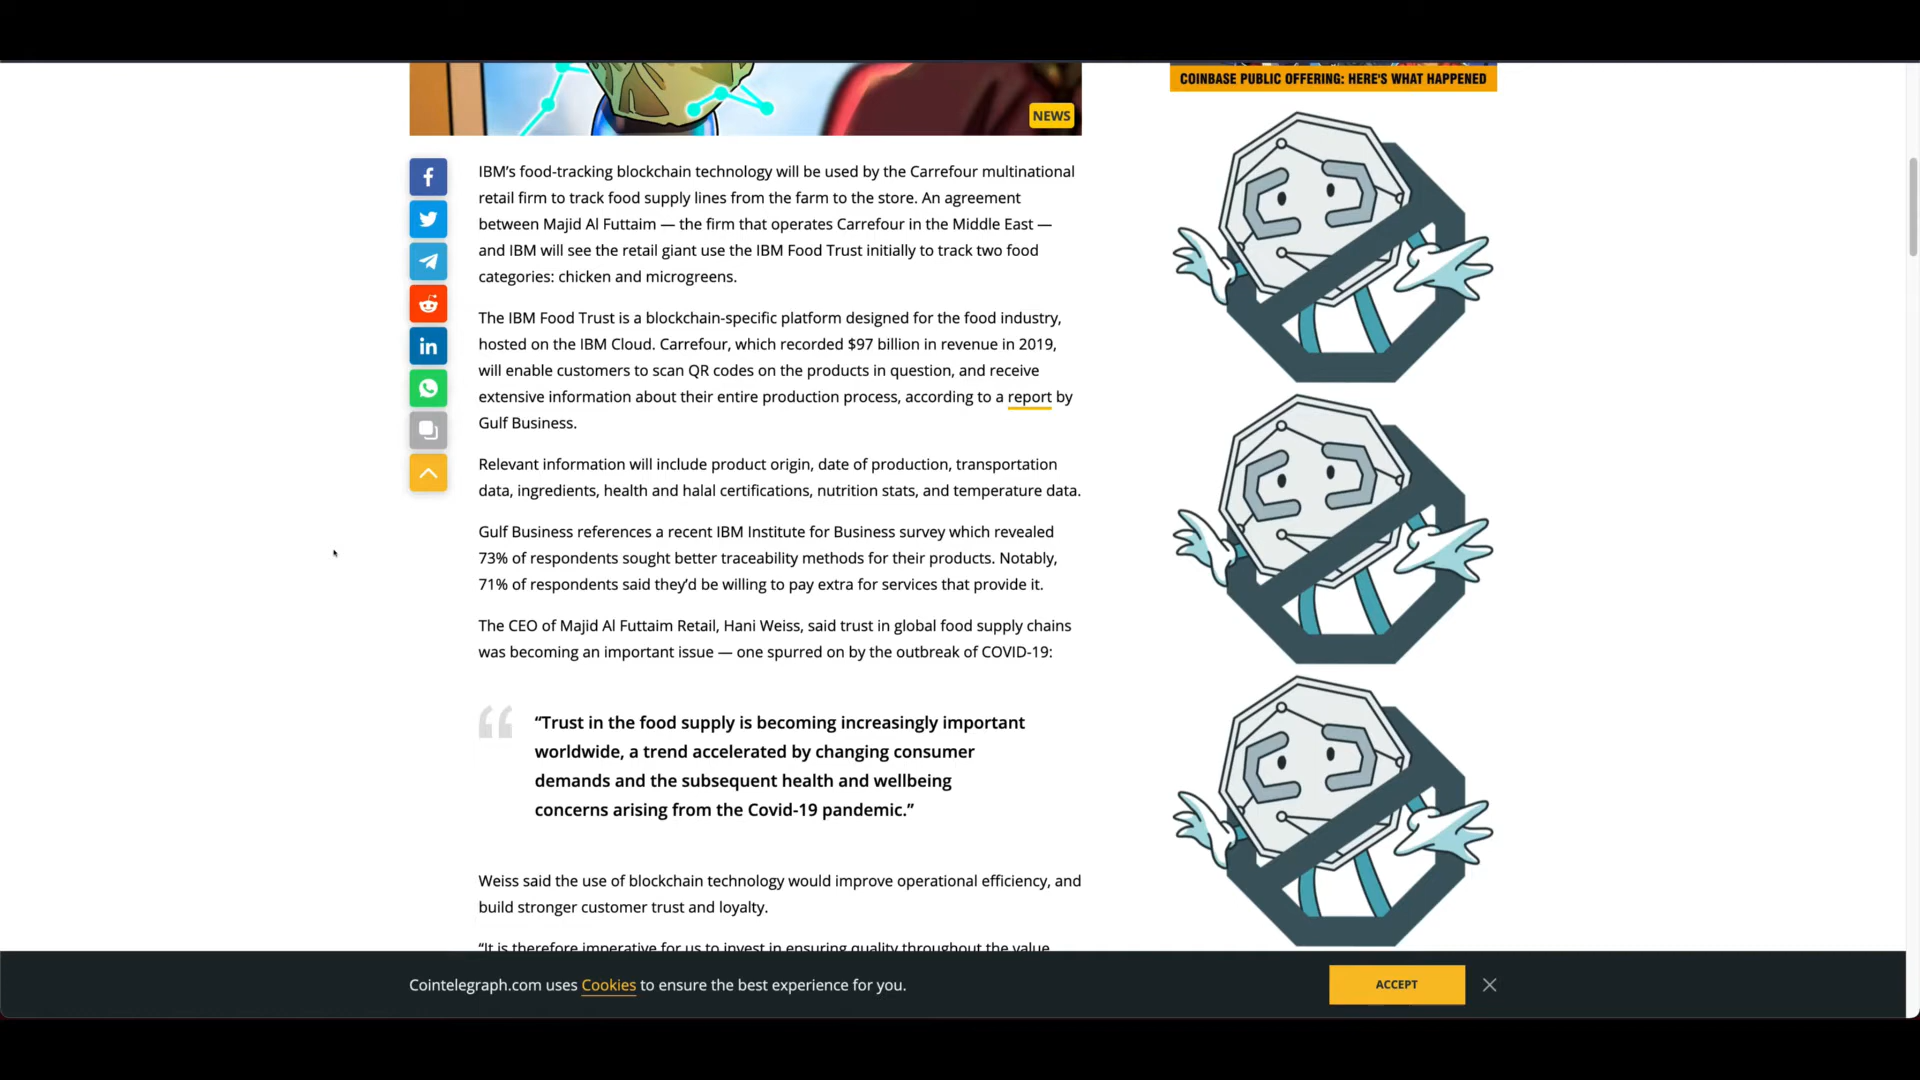 COINBASE PUBLIC OFFERING: HERE'S WHAT HAPPENED
NEWS
IBM's food-tracking blockchain technology will be used by the Carrefour multinational
retail firm to track food supply lines from the farm to the store. An agreement
between Majid Al Futtaim — the firm that operates Carrefour in the Middle East —
and IBM will see the retail giant use the IBM Food Trust initially to track two food
categories: chicken and microgreens.
The IBM Food Trust is a blockchain-specific platform designed for the food industry,
hosted on the IBM Cloud. Carrefour, which recorded $97 billion in revenue in 2019,
will enable customers to scan QR codes on the products in question, and receive
extensive information about their entire production process, according to a report by
Gulf Business.
Relevant information will include product origin, date of production, transportation
data, ingredients, health and halal certifications, nutrition stats, and temperature data.
Gulf Business references a recent IBM Institute for Business survey which revealed
73% of respondents sought better traceability methods for their products. Notably,
71% of respondents said they'd be willing to pay extra for services that provide it.
The CEO of Majid Al Futtaim Retail, Hani Weiss, said trust in global food supply chains
was becoming an important issue — one spurred on by the outbreak of COVID-19:
“Trust in the food supply is becoming increasingly important
worldwide, a trend accelerated by changing consumer
demands and the subsequent health and wellbeing
concerns arising from the Covid-19 pandemic.”
Weiss said the use of blockchain technology would improve operational efficiency, and
build stronger customer trust and loyalty.
“It is therefore imperative for us to invest in ensuring quality throughout the value
Cointelegraph.com uses Cookies to ensure the best experience for you.
ACCEPT